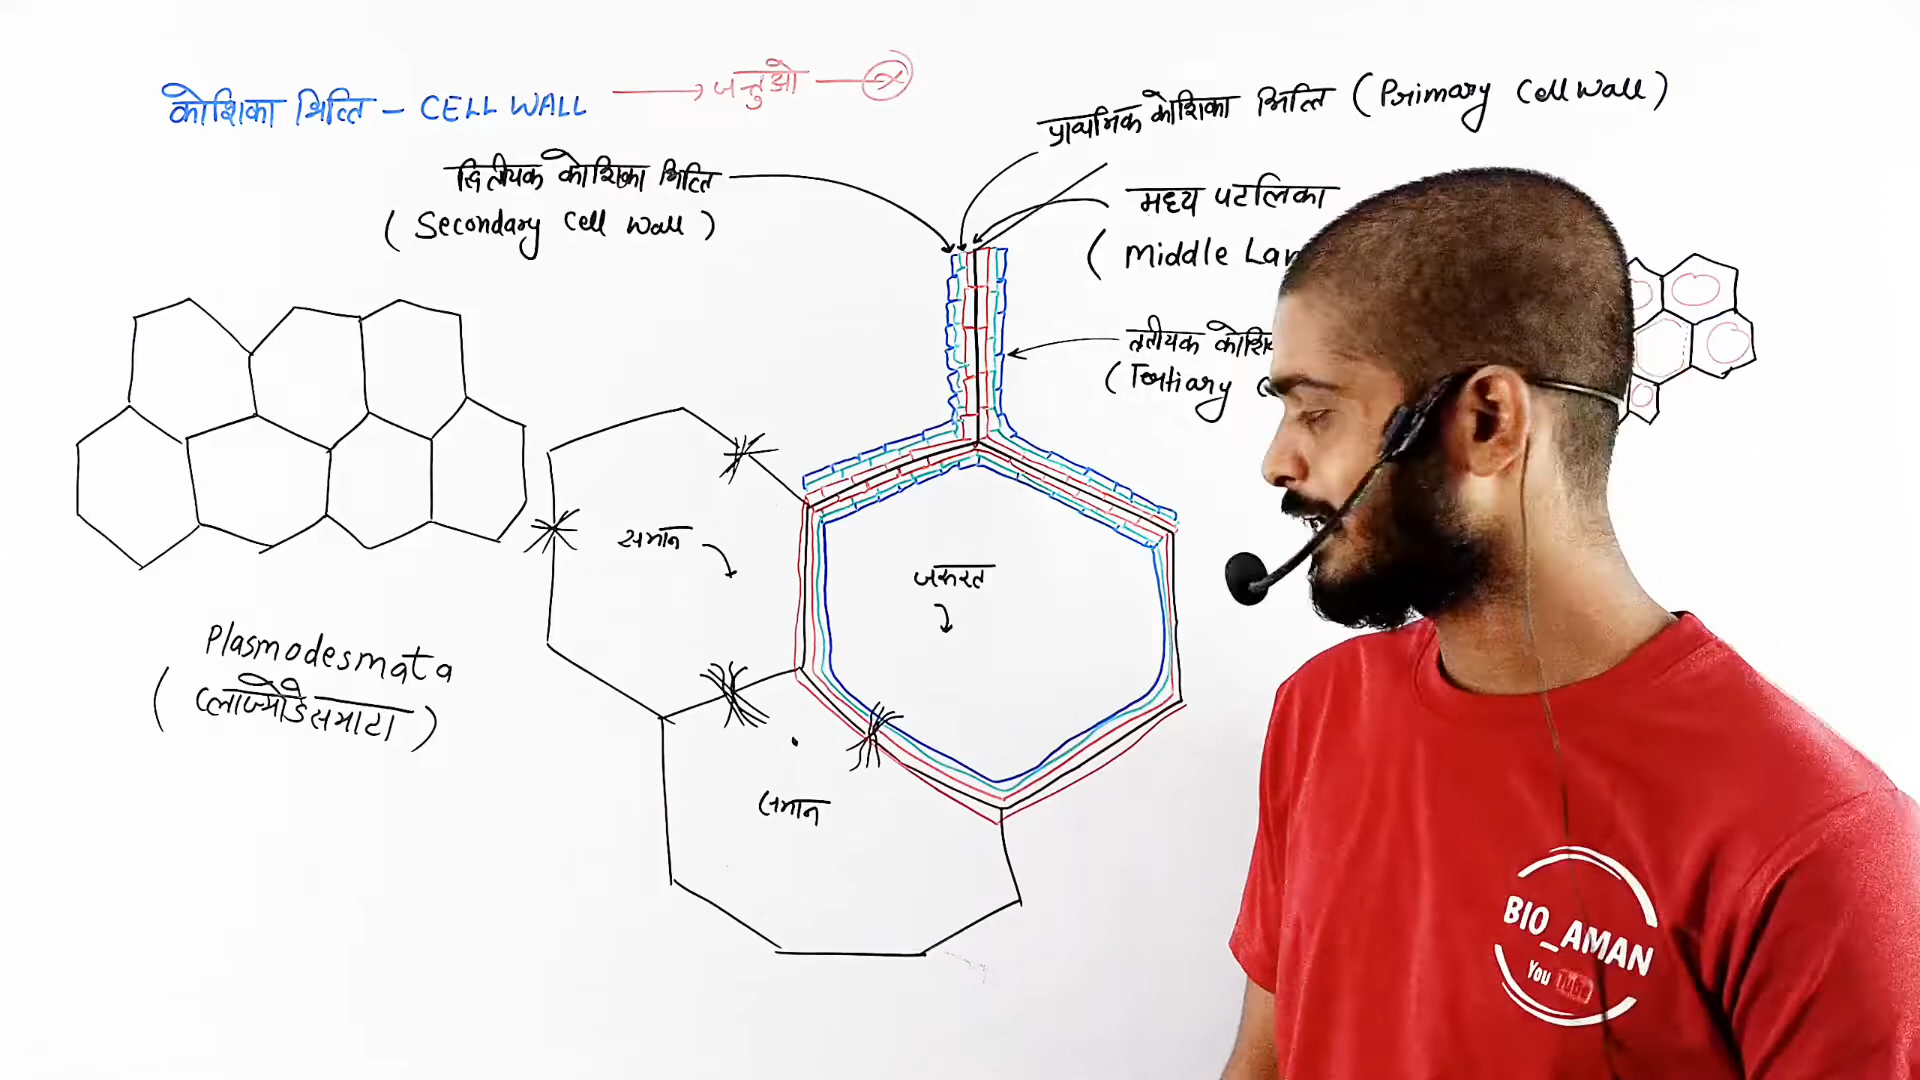 कोशिका भित्ति - CELL WALL → जन्तुओ - ×
प्राथमिक कोशिका भित्ति (Primary Cell Wall)
द्वितीयक कोशिका भित्ति
(Secondary Cell Wall)
मध्य पटलिका
(Middle
तृतीयक
(Tertiary
समान
जरूरत
Plasmodesmata
(प्लाज्मोडेसमाटा)
समान
BIO_AMAN
You Tube